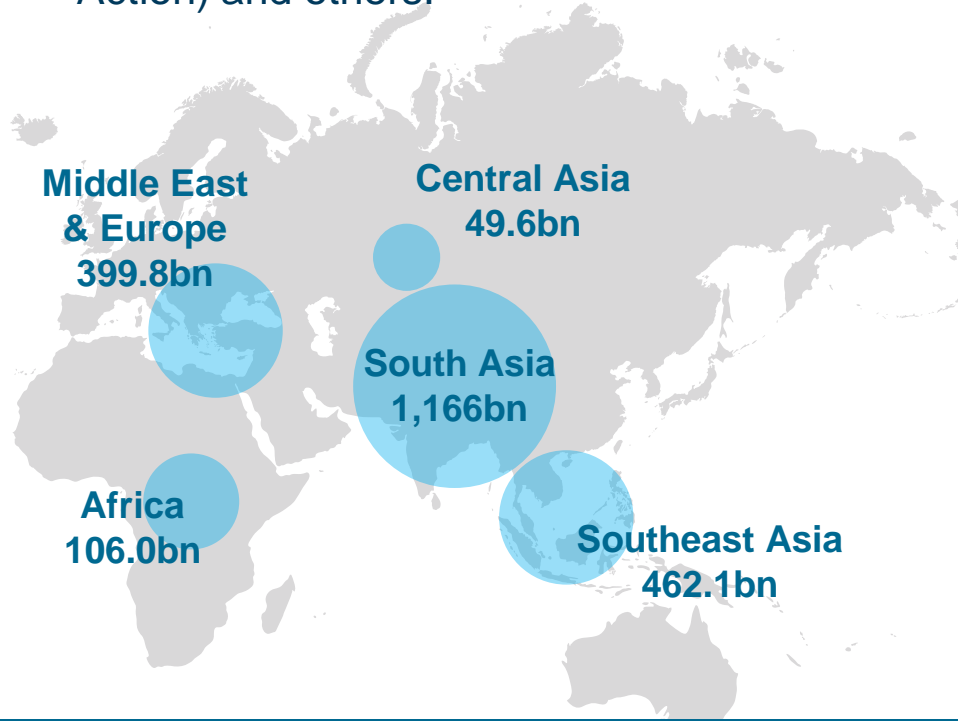 Action) and others.
Middle East
& Europe
399.8bn
Central Asia
49.6bn
South Asia
1,166bn
Africa
106.0bn
Southeast Asia
462.1bn